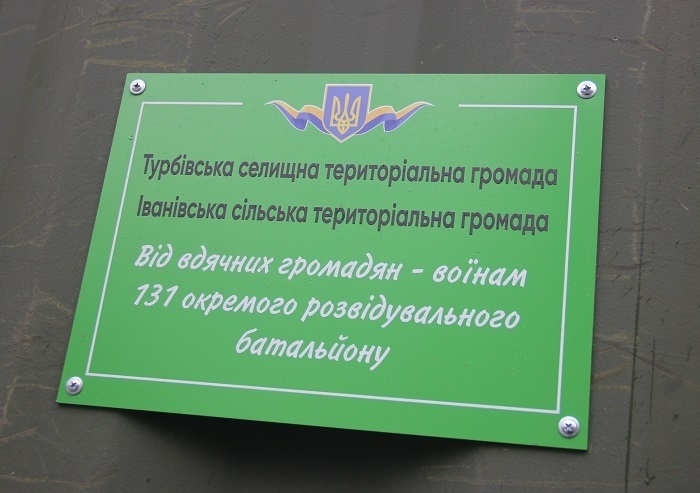 Турбівська селищна територіальна громада
Іванівська сільська територіальна громада
Від вдячних громадян - воїнам
131 окремого розвідувального
батальйону